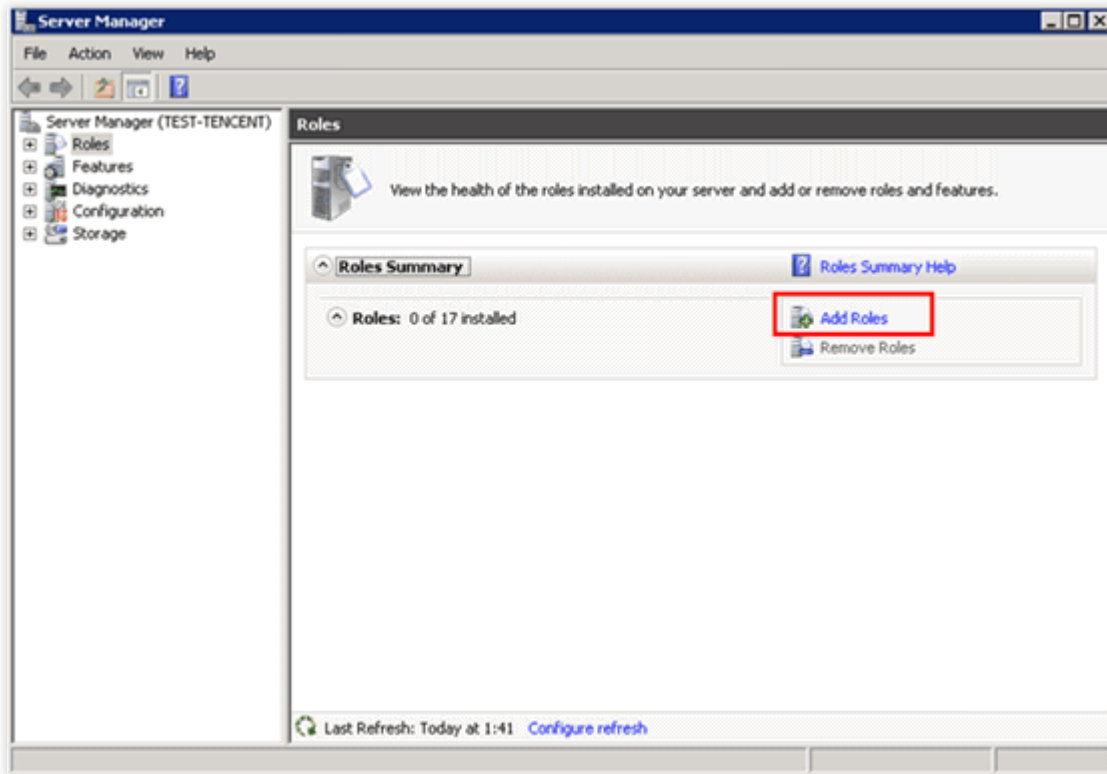 Server Manager
File Action View Help
Server Manager (TEST-TENCENT)
Roles
Features
Diagnostics
Configuration
Storage
Roles
View the health of the roles installed on your server and add or remove roles and features.
Roles Summary
Roles Summary Help
Roles: 0 of 17 installed
Add Roles
Remove Roles
Last Refresh: Today at 1:41 Configure refresh